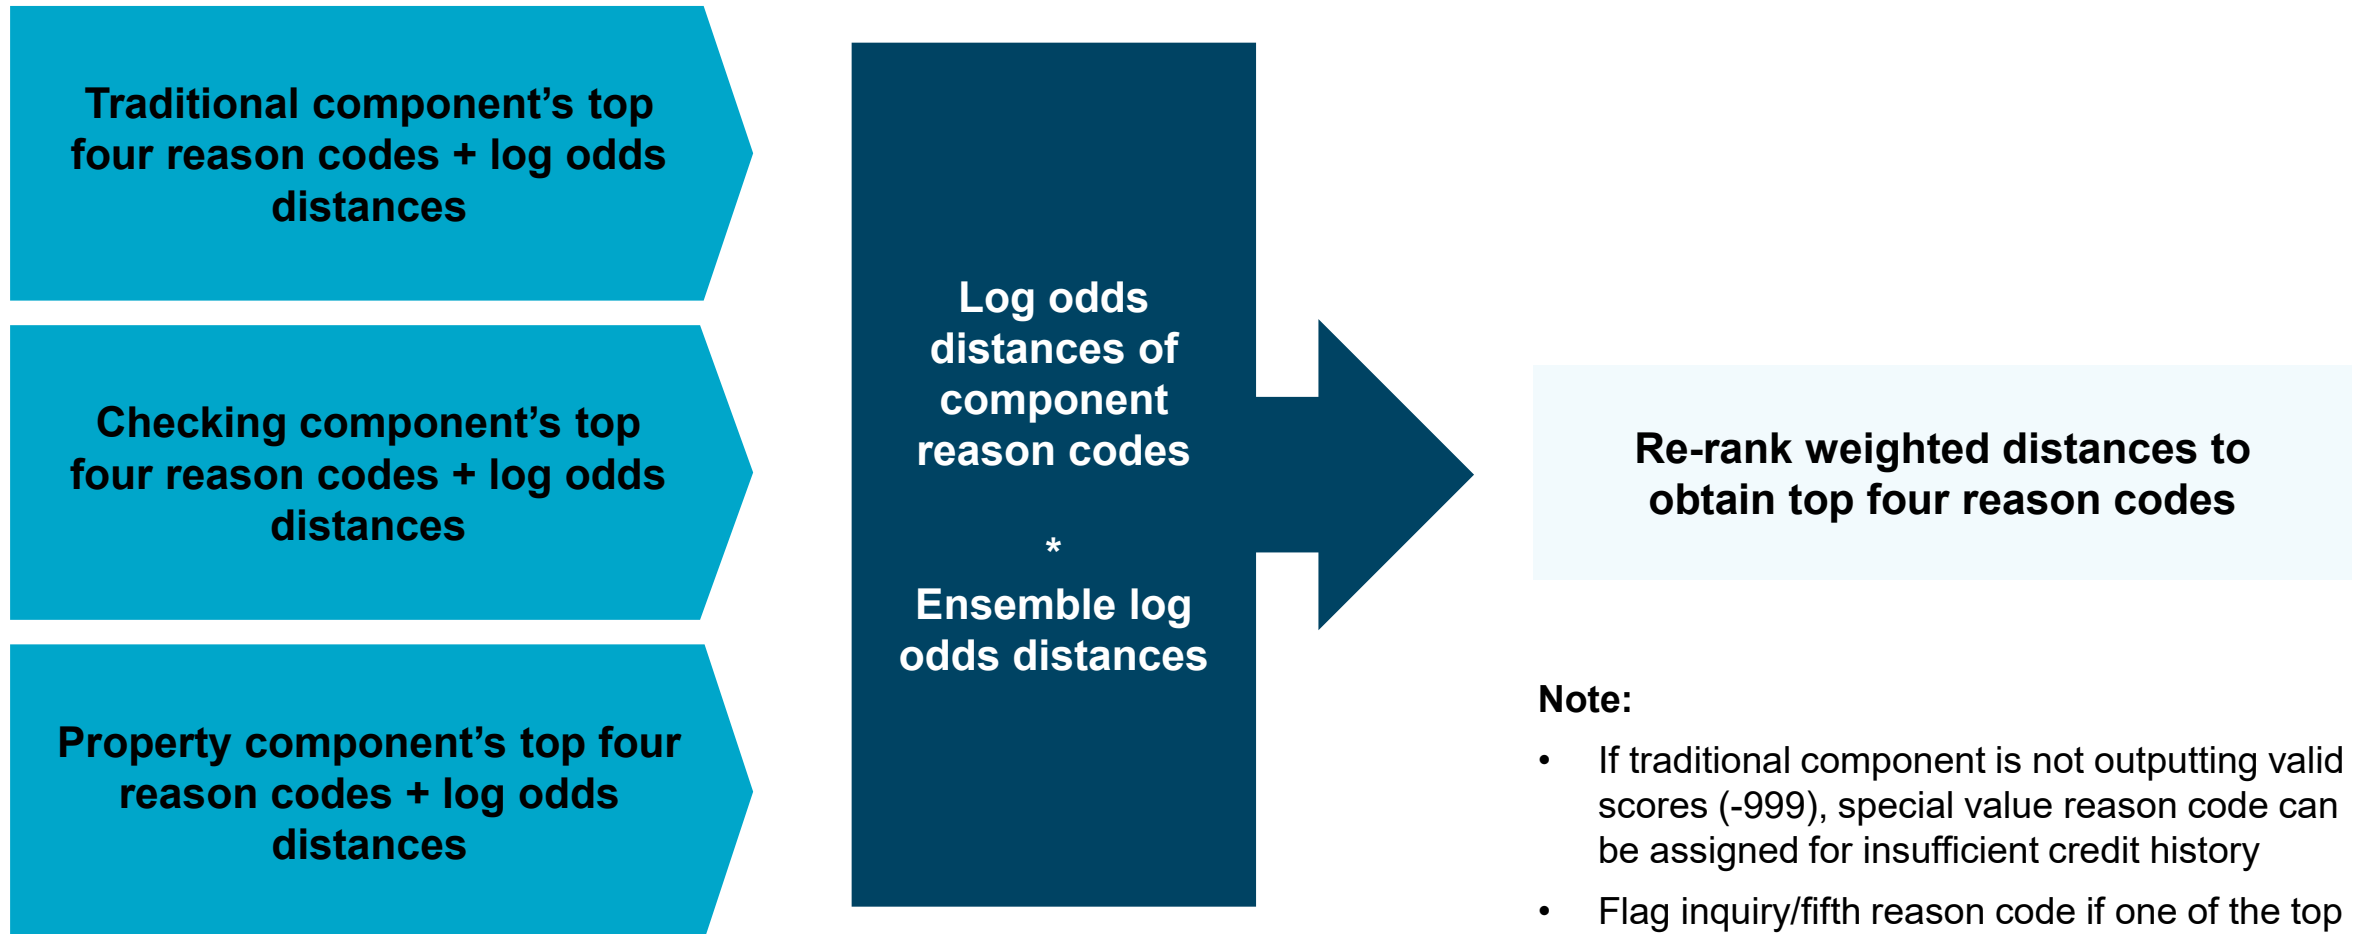 Traditional component’s top
four reason codes + log odds
distances
Checking component’s top
four reason codes + log odds
distances
Property component’s top four
reason codes + log odds
distances
Log odds
distances of
component
reason codes
*
Ensemble log
odds distances
Re-rank weighted distances to
obtain top four reason codes
Note:
• If traditional component is not outputting valid
scores (-999), special value reason code can
be assigned for insufficient credit history
• Flag inquiry/fifth reason code if one of the top